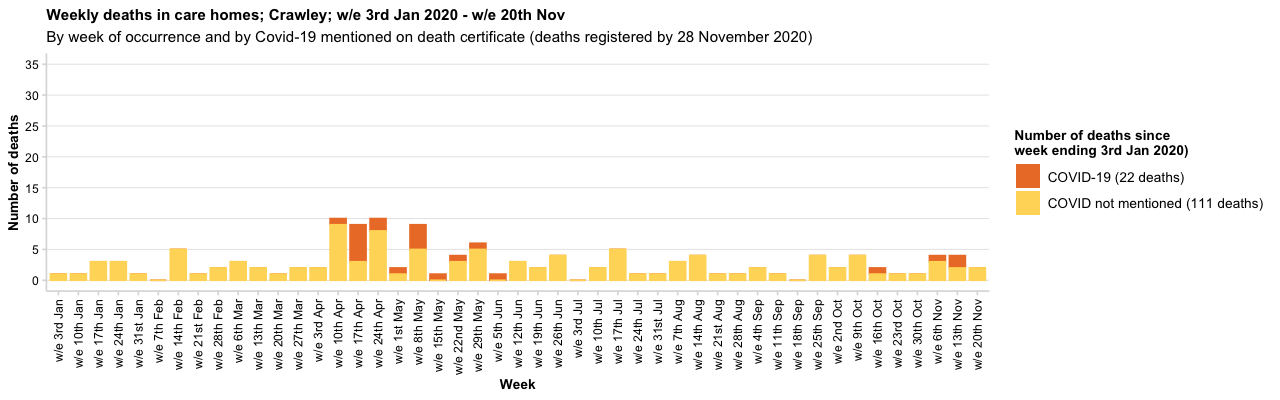 Weekly deaths in care homes; Crawley; w/e 3rd Jan 2020 - w/e 20th Nov
By week of occurrence and by Covid-19 mentioned on death certificate (deaths registered by 28 November 2020)
35
30
25
20
15
10
5
0
Number of deaths
w/e 3rd Jan
w/e 10th Jan
w/e 17th Jan
w/e 24th Jan
w/e 31st Jan
w/e 7th Feb
w/e 14th Feb
w/e 21st Feb
w/e 28th Feb
w/e 6th Mar
w/e 13th Mar
w/e 20th Mar
w/e 27th Mar
w/e 3rd Apr
w/e 10th Apr
w/e 17th Apr
w/e 24th Apr
w/e 1st May
w/e 8th May
w/e 15th May
w/e 22nd May
w/e 29th May
w/e 5th Jun
w/e 12th Jun
w/e 19th Jun
w/e 26th Jun
w/e 3rd Jul
w/e 10th Jul
w/e 17th Jul
w/e 24th Jul
w/e 31st Jul
w/e 7th Aug
w/e 14th Aug
w/e 21st Aug
w/e 28th Aug
w/e 4th Sep
w/e 11th Sep
w/e 18th Sep
w/e 25th Sep
w/e 2nd Oct
w/e 9th Oct
w/e 16th Oct
w/e 23rd Oct
w/e 30th Oct
w/e 6th Nov
w/e 13th Nov
w/e 20th Nov
Week
Number of deaths since
week ending 3rd Jan 2020)
COVID-19 (22 deaths)
COVID not mentioned (111 deaths)